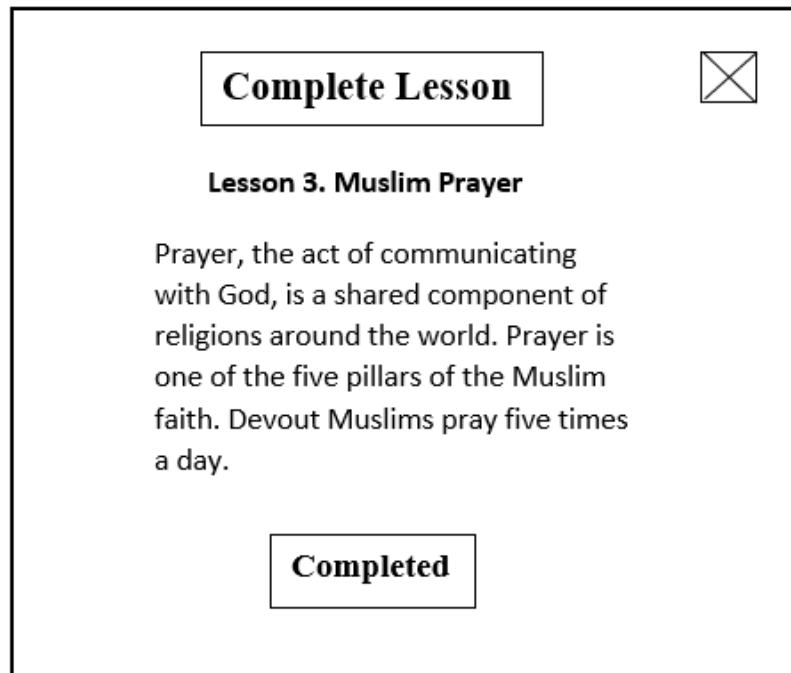 Complete Lesson
Lesson 3. Muslim Prayer
Prayer, the act of communicating
with God, is a shared component of
religions around the world. Prayer is
one of the five pillars of the Muslim
faith. Devout Muslims pray five times
a day.
Completed